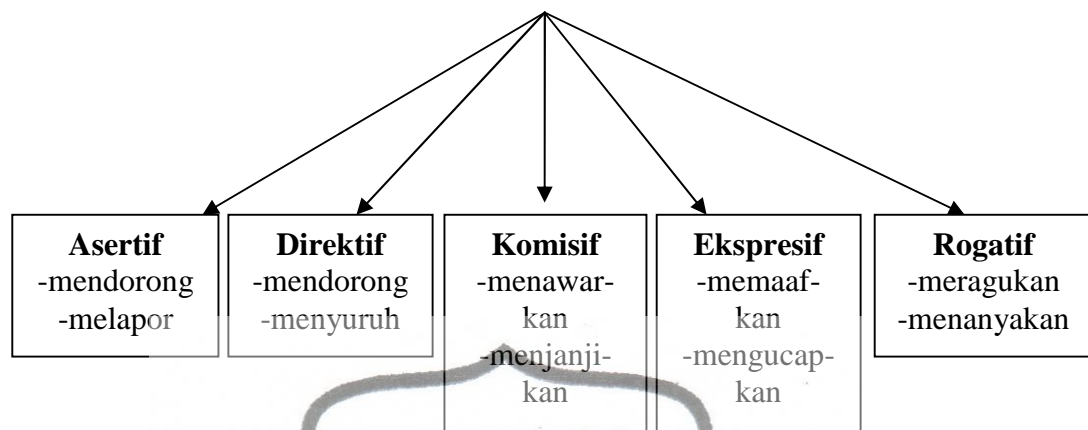 Asertif
-mendorong
-melapor
Direktif
-mendorong
-menyuruh
Komisif
-menawar-
kan
-menjanji-
kan
Ekspresif
-memaaf-
kan
-mengucap-
kan
Rogatif
-meragukan
-menanyakan